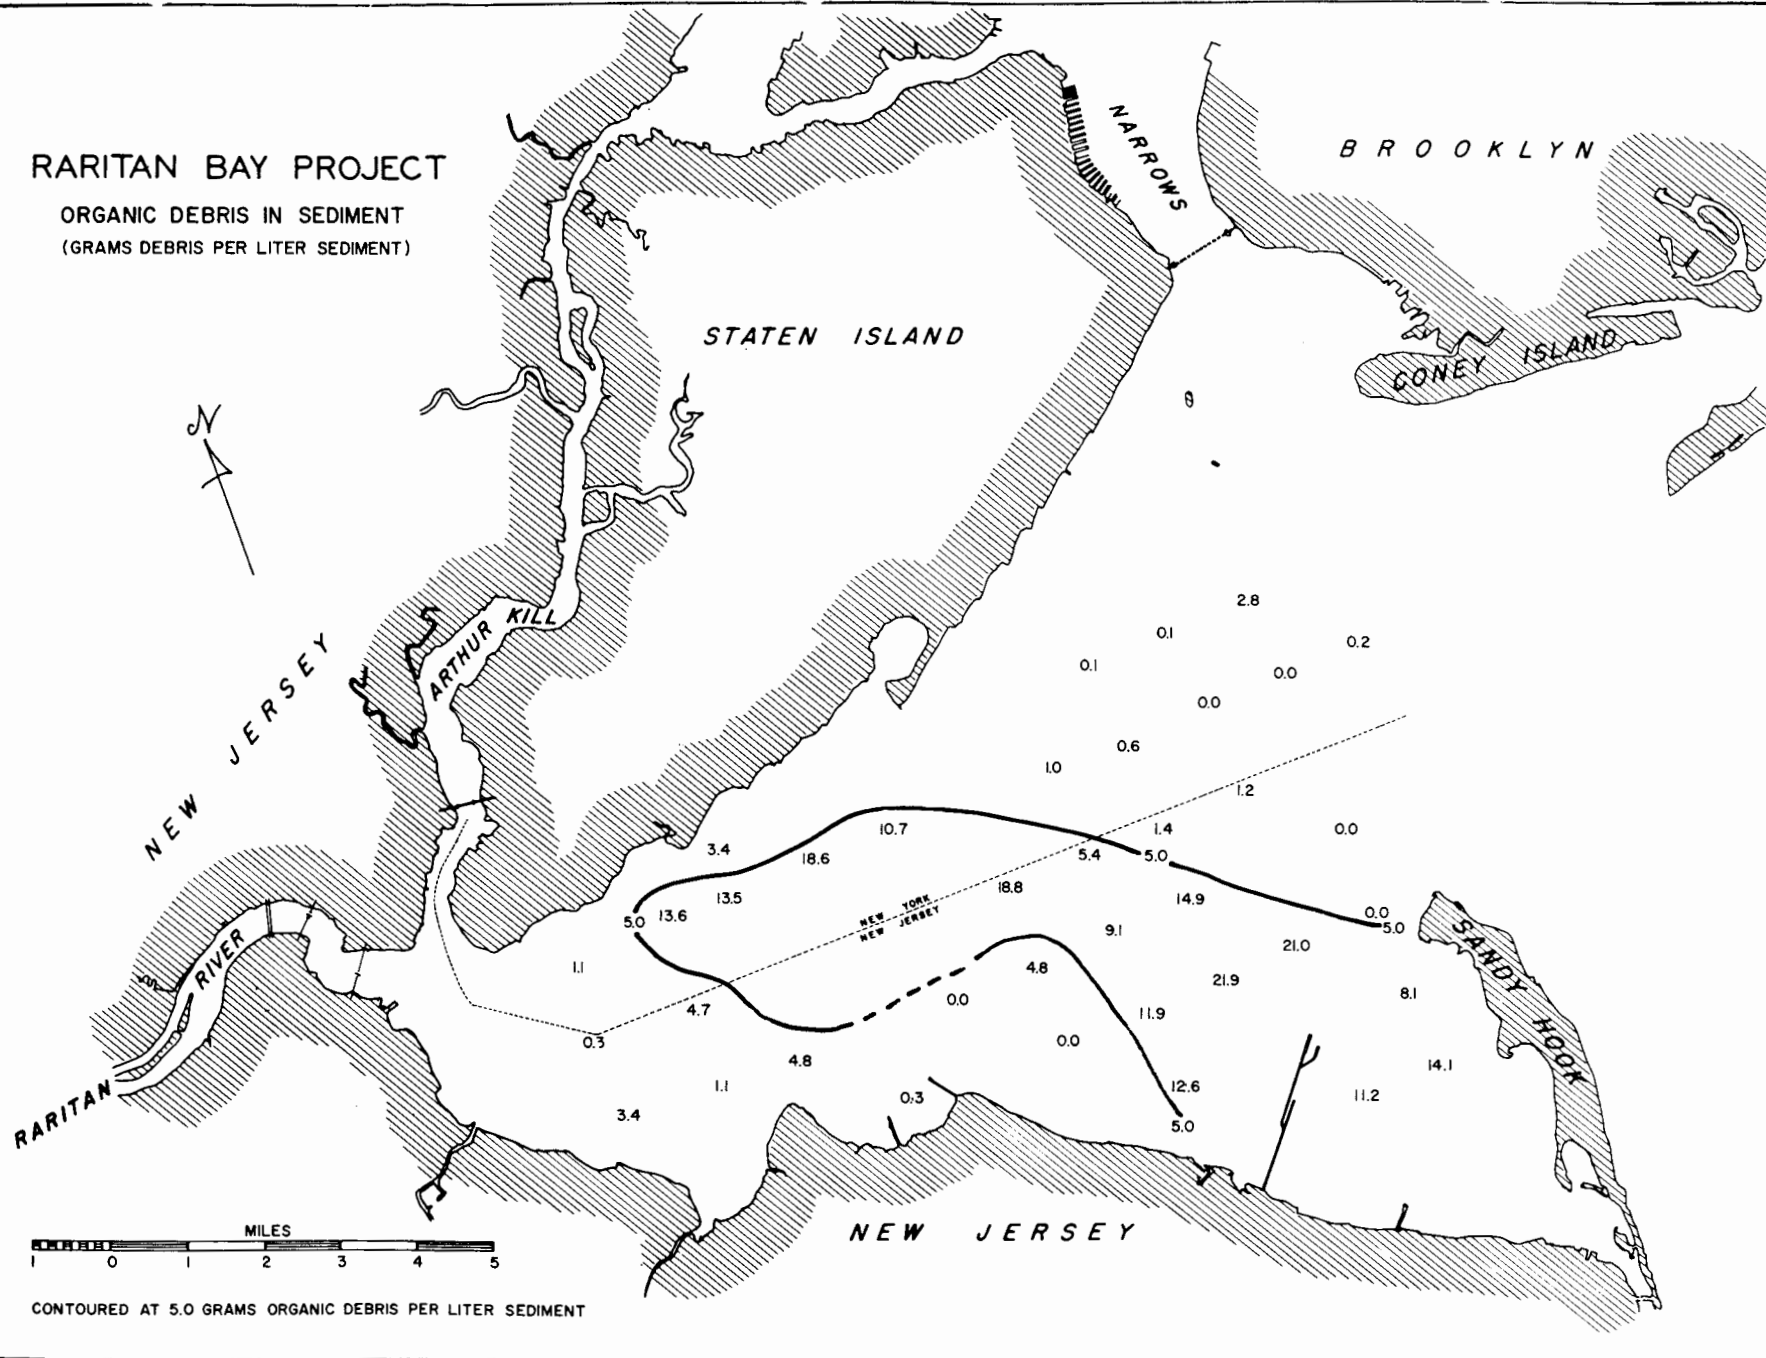 RARITAN BAY PROJECT
ORGANIC DEBRIS IN SEDIMENT
(GRAMS DEBRIS PER LITER SEDIMENT)
NARROWS
BROOKLYN
STATEN ISLAND
CONEY ISLAND
N
ARTHUR KILL
NEW JERSEY
2.8
0.1
0.2
0.1
0.0
0.0
0.6
1.0
1.2
10.7
1.4
0.0
3.4
18.6
5.4
5.0
18.8
13.5
14.9
13.6
5.0
NEW YORK
NEW JERSEY
0.0
5.0
9.1
21.0
SANDY HOOK
RIVER
1.1
4.8
21.9
8.1
4.7
0.0
11.9
0.3
0.0
4.8
14.1
1.1
12.6
11.2
0.3
3.4
5.0
RARITAN
NEW JERSEY
MILES
1 0 1 2 3 4 5
CONTOURED AT 5.0 GRAMS ORGANIC DEBRIS PER LITER SEDIMENT